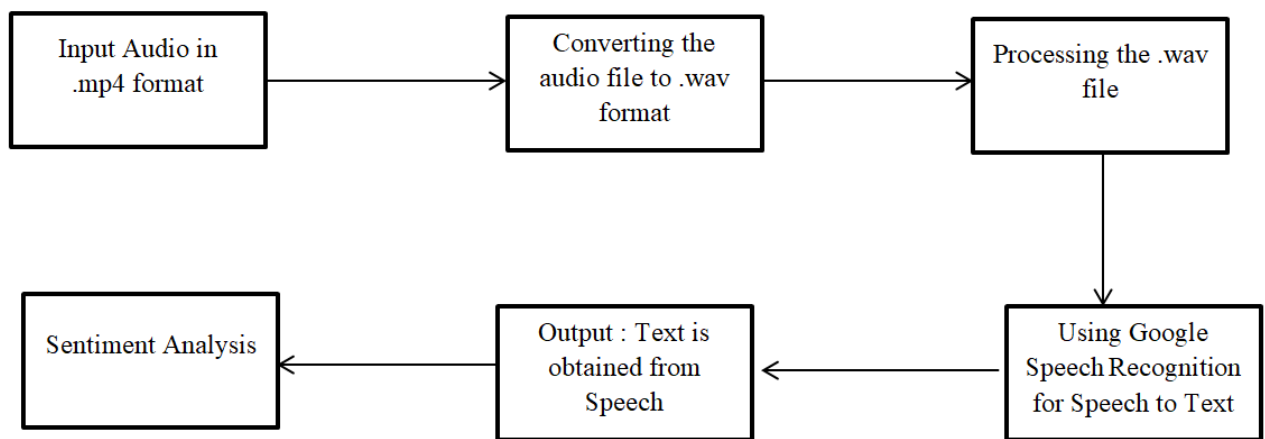 Input Audio in
.mp4 format
Converting the
audio file to .wav
format
Processing the .wav
file
Using Google
Speech Recognition
for Speech to Text
Output : Text is
obtained from
Speech
Sentiment Analysis